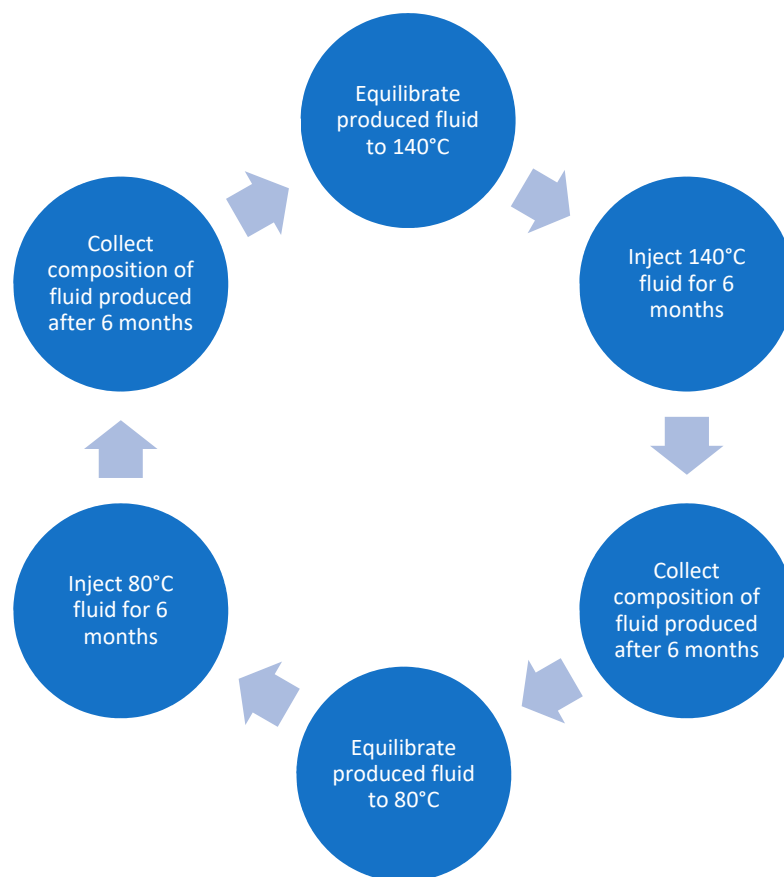 Equilibrate
produced fluid
to 140°C
Inject 140°C
fluid for 6
months
Collect
composition of
fluid produced
after 6 months
Equilibrate
produced fluid
to 80°C
Inject 80°C
fluid for 6
months
Collect
composition of
fluid produced
after 6 months